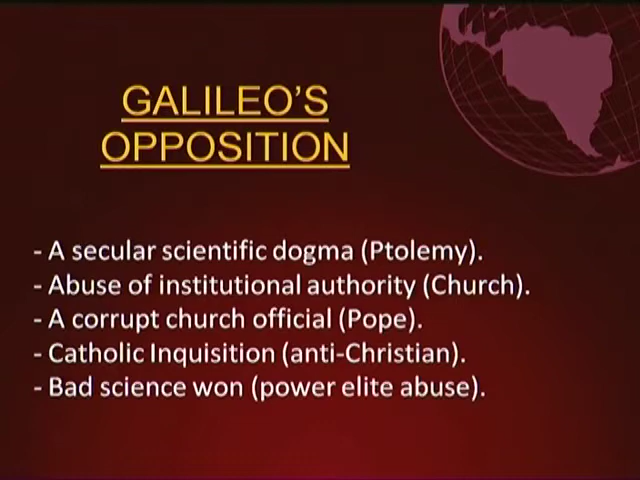 GALILEO'S
OPPOSITION
- A secular scientific dogma (Ptolemy).
- Abuse of institutional authority (Church).
- A corrupt church official (Pope).
- Catholic Inquisition (anti-Christian).
- Bad science won (power elite abuse).